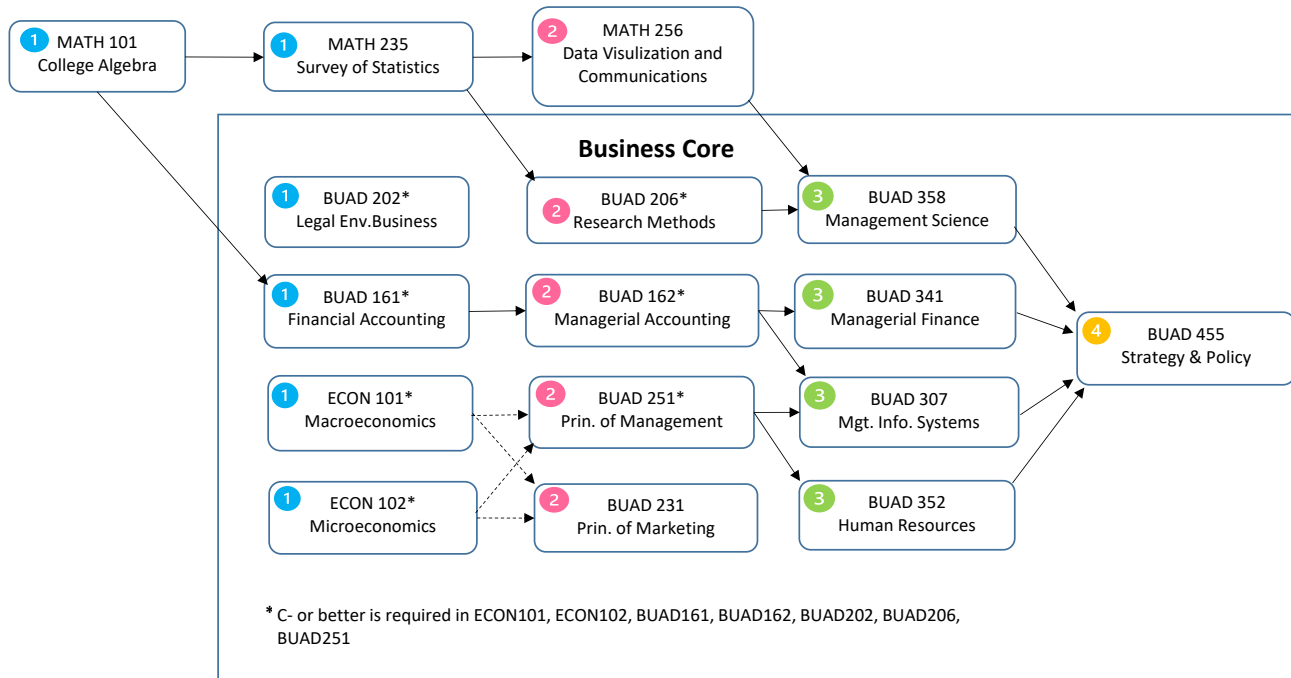 1
MATH 101
College Algebra
1
MATH 235
Survey of Statistics
2
MATH 256
Data Visulization and
Communications
Business Core
1
BUAD 202*
Legal Env.Business
2
BUAD 206*
Research Methods
3
BUAD 358
Management Science
1
BUAD 161*
Financial Accounting
2
BUAD 162*
Managerial Accounting
3
BUAD 341
Managerial Finance
4
BUAD 455
Strategy & Policy
1
ECON 101*
Macroeconomics
2
BUAD 251*
Prin. of Management
3
BUAD 307
Mgt. Info. Systems
1
ECON 102*
Microeconomics
2
BUAD 231
Prin. of Marketing
3
BUAD 352
Human Resources
* C- or better is required in ECON101, ECON102, BUAD161, BUAD162, BUAD202, BUAD206,
BUAD251